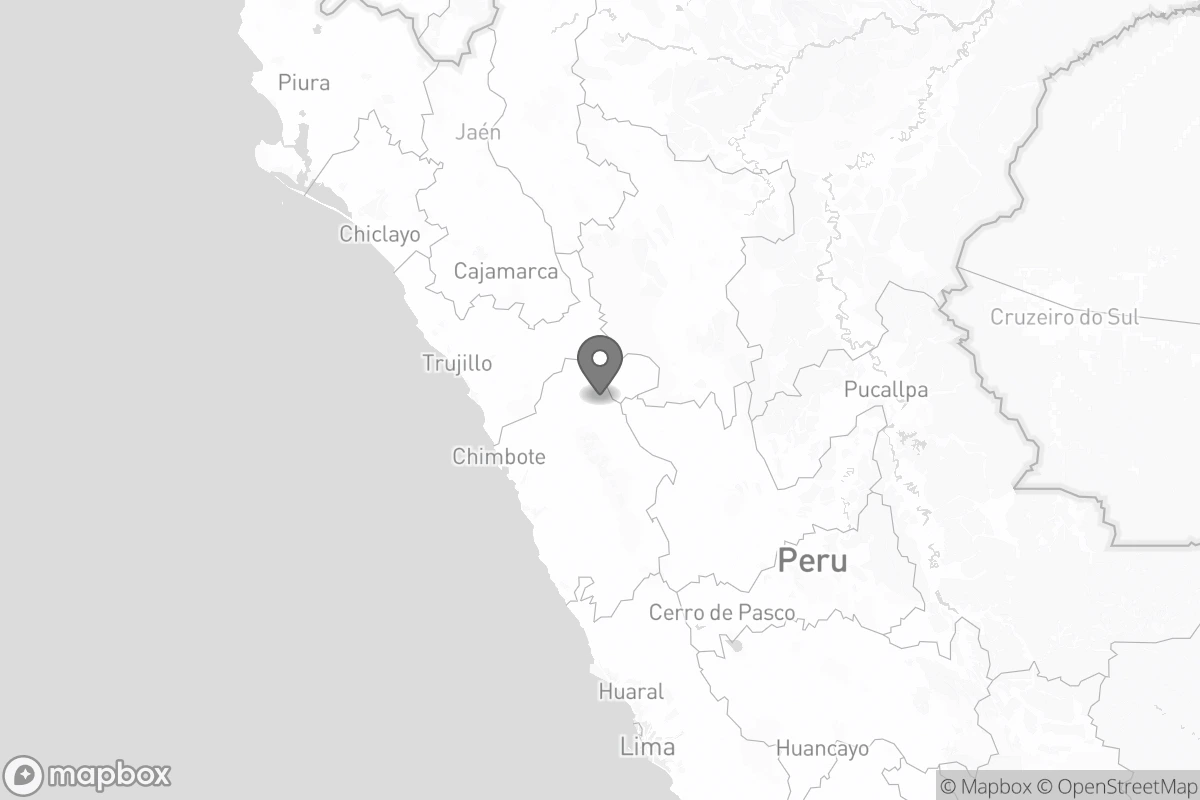 Piura
Jaén
Chiclayo
Cajamarca
Cruzeiro do Sul
Trujillo
Pucallpa
Chimbote
Peru
Cerro de Pasco
Huaral
Lima
Huancayo
mapbox
© Mapbox © OpenStreetMap